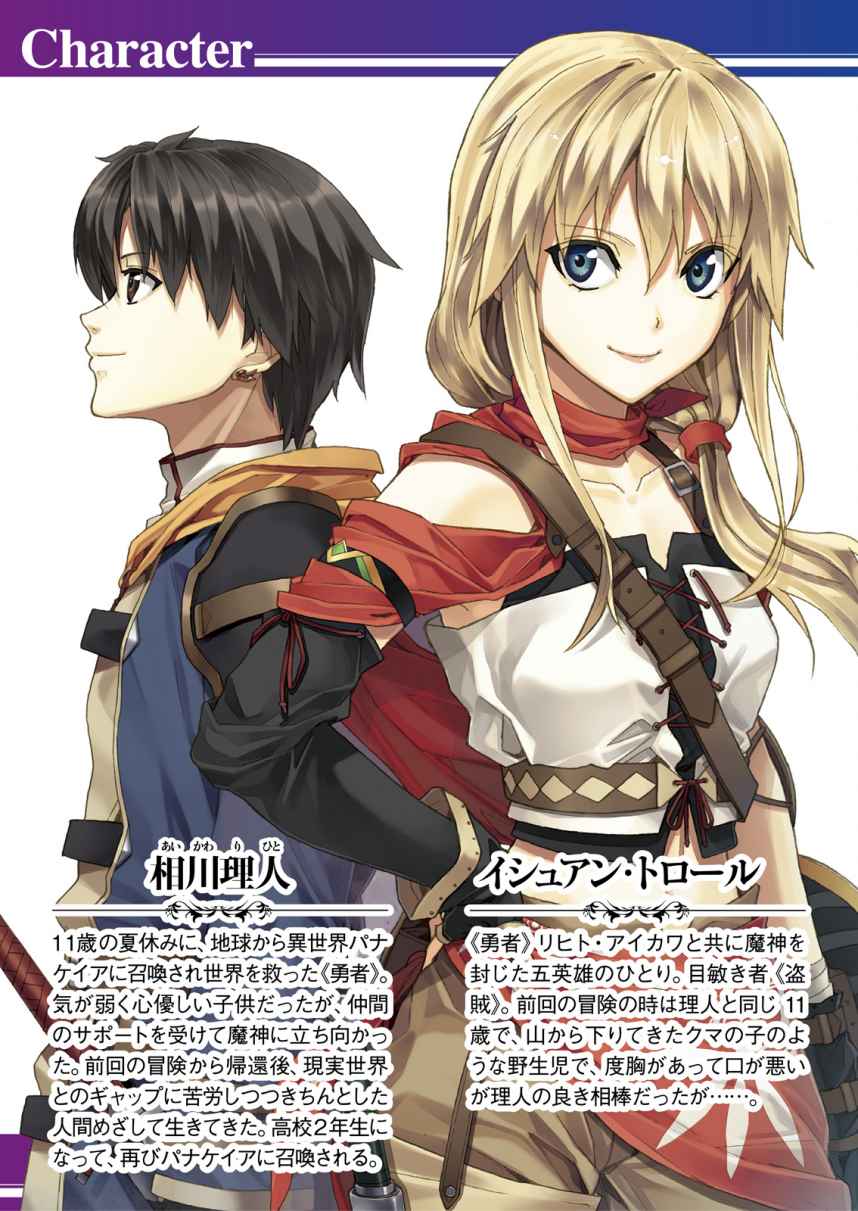 Character
あいかわりひと
相川理人
11歳の夏休みに、地球から異世界パナ
ケイアに召喚され世界を救った《勇者》。
気が弱く心優しい子供だったが、仲間
のサポートを受けて魔神に立ち向かっ
た。前回の冒険から帰還後、現実世界
とのギャップに苦労しつつきちんとした
人間めざして生きてきた。高校2年生に
なって、再びパナケイアに召喚される。
イシュアン・トロール
《勇者》リヒト・アイカワと共に魔神を
封じた五英雄のひとり。目敏き者《盗
賊》。前回の冒険の時は理人と同じ11
歳で、山から下りてきたクマの子のよ
うな野生児で、度胸があって口が悪い
が理人の良き相棒だったが……。